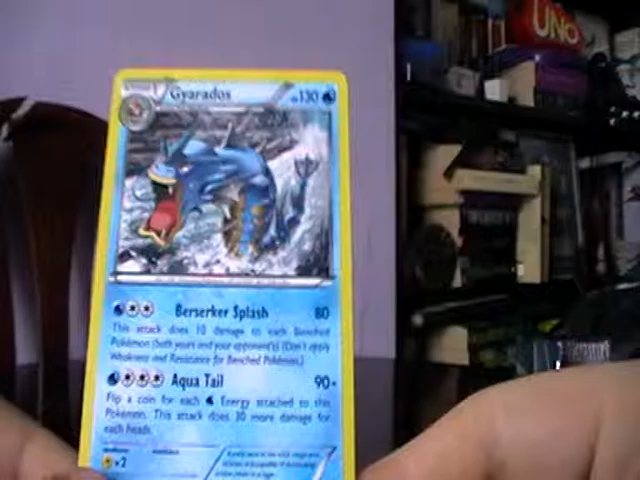 Gyarados HP130
UNO
Berserker Splash 80
This attack does 10 damage to each Benched
Pokémon (both yours and your opponent's). (Don't apply
Weakness and Resistance for Benched Pokémon.)
Aqua Tail 90+
Flip a coin for each Energy attached to this
Pokémon. This attack does 30 more damage for
each heads.
weakness resistance
×2